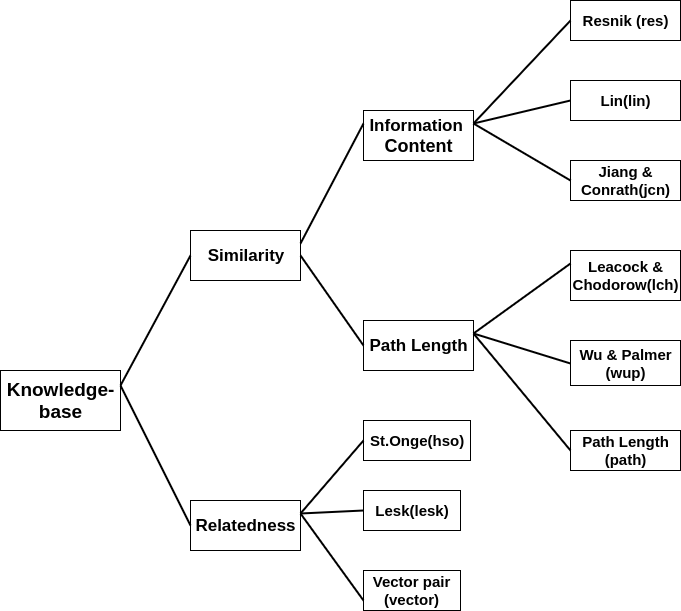 Resnik (res)
Lin(lin)
Information
Content
Jiang &
Conrath(jcn)
Similarity
Leacock &
Chodorow(lch)
Path Length
Wu & Palmer
(wup)
Knowledge-
base
St.Onge(hso)
Path Length
(path)
Lesk(lesk)
Relatedness
Vector pair
(vector)